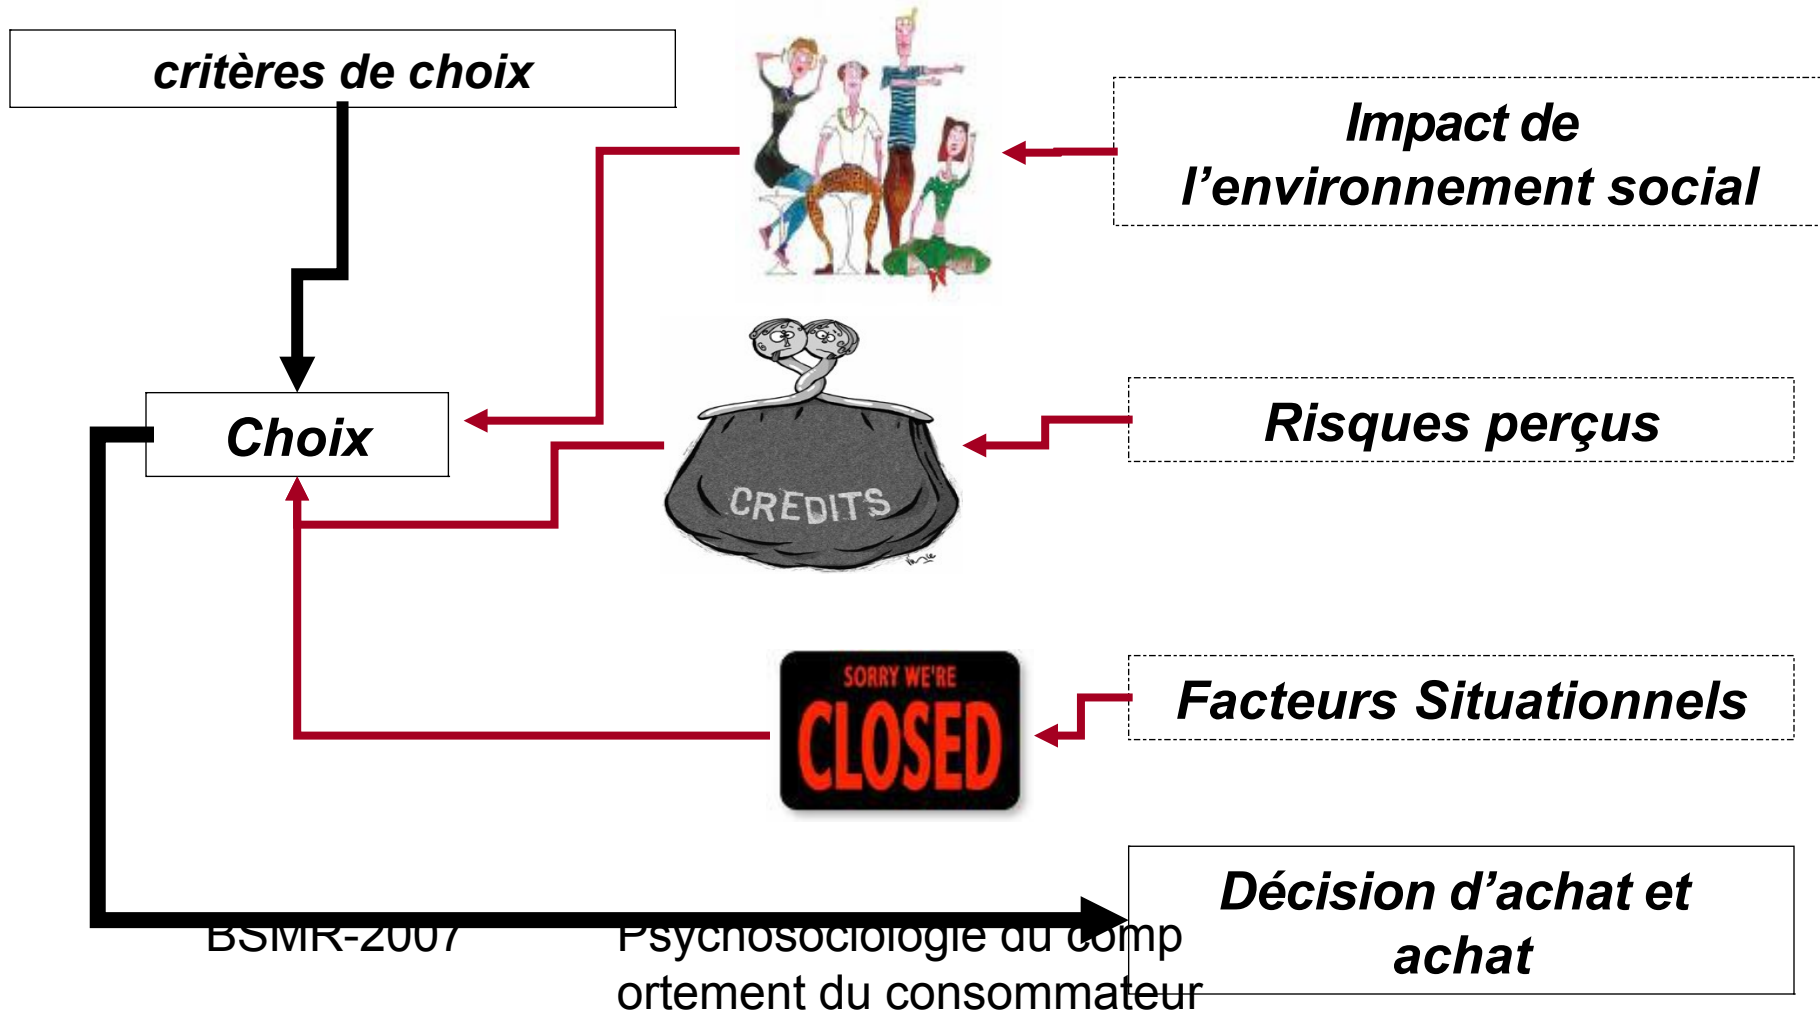 critères de choix
Impact de
l’environnement social
Choix
CREDITS
Risques perçus
SORRY WE'RE
CLOSED
Facteurs Situationnels
Décision d’achat et
achat
BSMR-2007
Psychosociologie du comp
ortement du consommateur